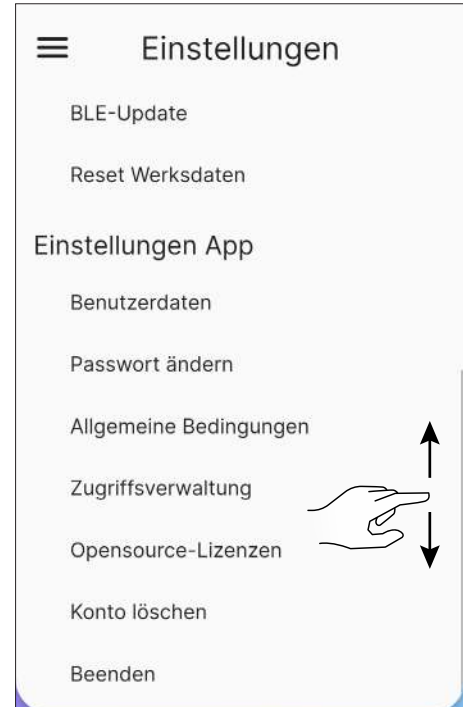 Einstellungen
BLE-Update
Reset Werksdaten
Einstellungen App
Benutzerdaten
Passwort ändern
Allgemeine Bedingungen
Zugriffsverwaltung
Opensource-Lizenzen
Konto löschen
Beenden